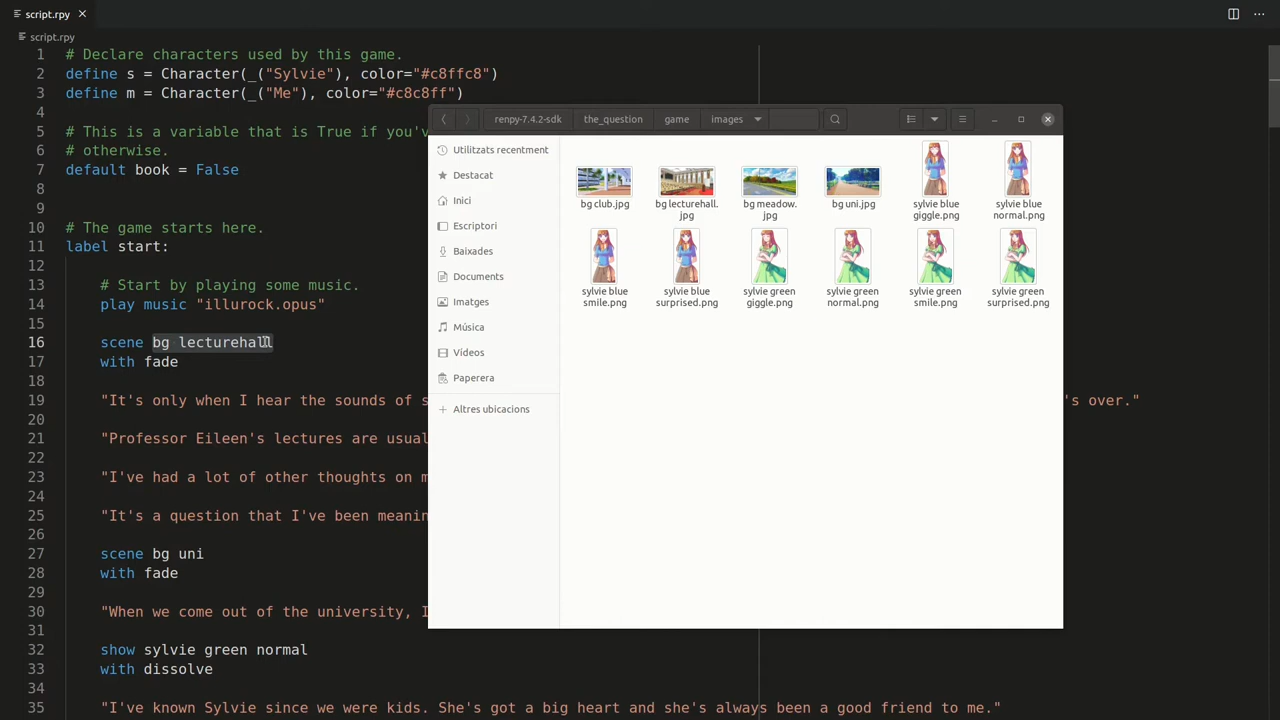 script.rpy
script.rpy
1 # Declare characters used by this game.
2 define s = Character(_("Sylvie"), color="#c8ffc8")
3 define m = Character(_("Me"), color="#c8c8ff")
4
5 # This is a variable that is True if you'v
6 # otherwise.
7 default book = False
8
9
10 # The game starts here.
11 label start:
12
13 # Start by playing some music.
14 play music "illurock.opus"
15
16 scene bg lecturehall
17 with fade
18
19 "It's only when I hear the sounds of s 's over."
20
21 "Professor Eileen's lectures are usual
22
23 "I've had a lot of other thoughts on m
24
25 "It's a question that I've been meanin
26
27 scene bg uni
28 with fade
29
30 "When we come out of the university, I
31
32 show sylvie green normal
33 with dissolve
34
35 "I've known Sylvie since we were kids. She's got a big heart and she's always been a good friend to me."
renpy-7.4.2-sdk the_question game images
Utilitzats recentment
Destacat
Inici
Escriptori
Baixades
Documents
Imatges
Música
Vídeos
Paperera
Altres ubicacions
bg club.jpg
bg lecturehall.
jpg
bg meadow.
jpg
bg uni.jpg
sylvie blue
giggle.png
sylvie blue
normal.png
sylvie blue
smile.png
sylvie blue
surprised.png
sylvie green
giggle.png
sylvie green
normal.png
sylvie green
smile.png
sylvie green
surprised.png